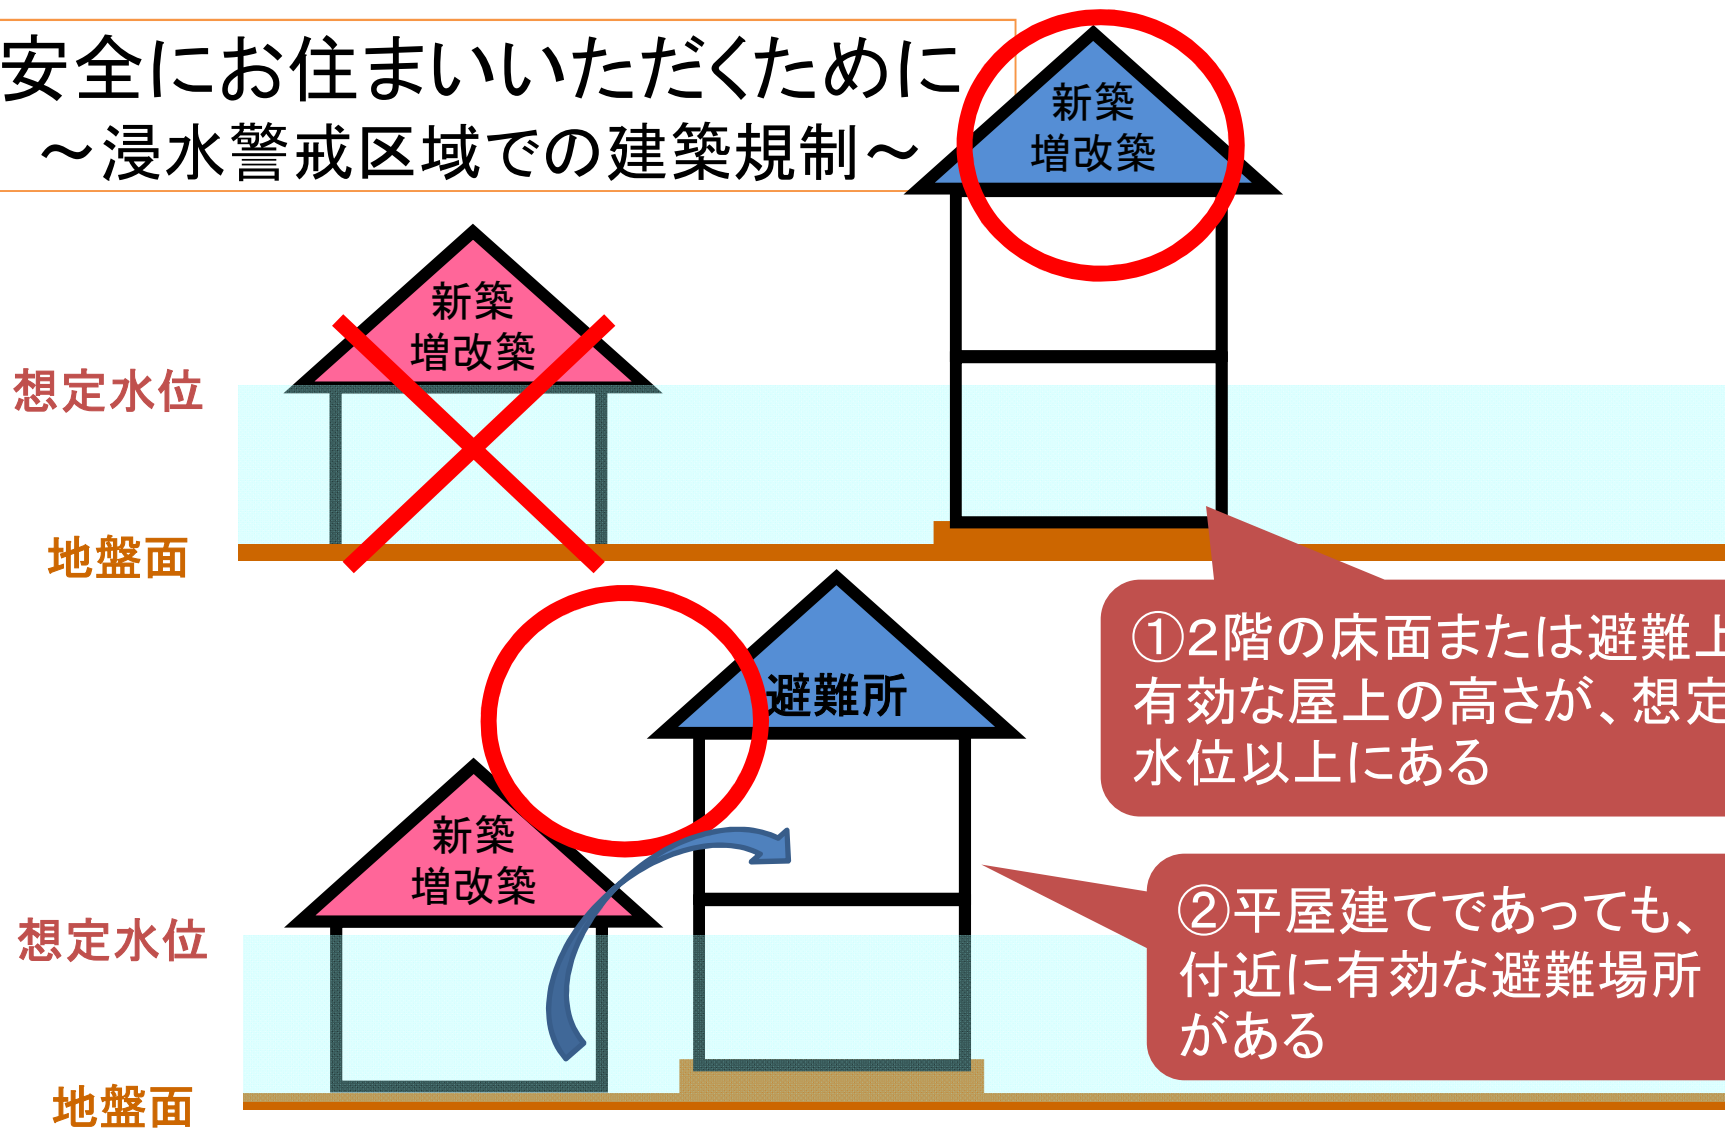 安全にお住まいいただくために
～浸水警戒区域での建築規制～
新築
増改築
新築
増改築
想定水位
地盤面
①２階の床面または避難上
有効な屋上の高さが、想定
水位以上にある
避難所
新築
増改築
②平屋建てであっても、
付近に有効な避難場所
がある
想定水位
地盤面